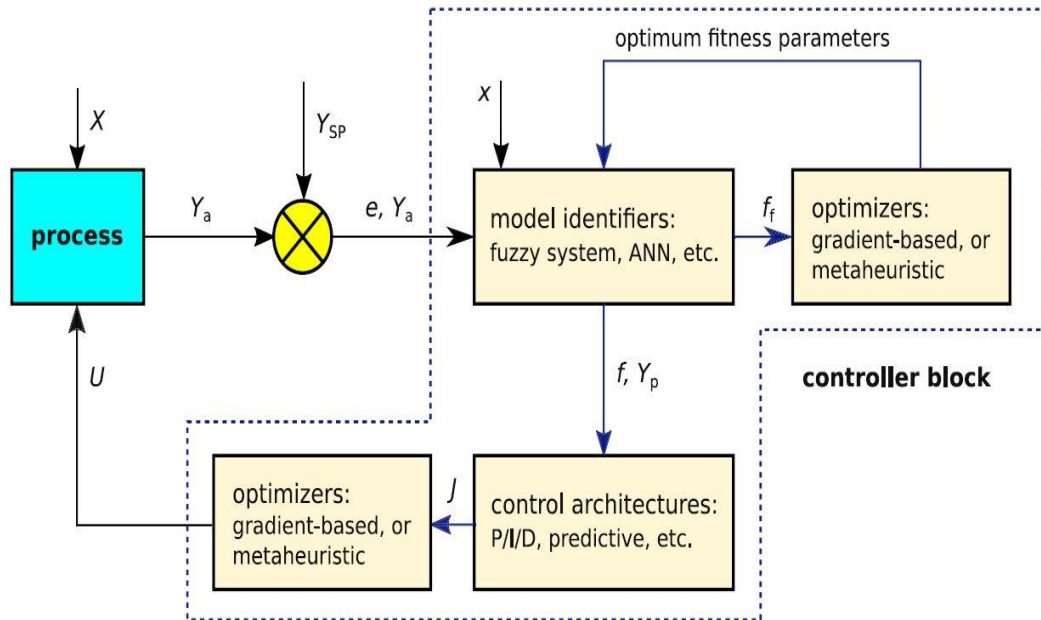 optimum fitness parameters
X
Y_SP
x
process
Y_a
e, Y_a
model identifiers:
fuzzy system, ANN, etc.
f_f
optimizers:
gradient-based, or
metaheuristic
U
f, Y_p
controller block
optimizers:
gradient-based, or
metaheuristic
J
control architectures:
P/I/D, predictive, etc.